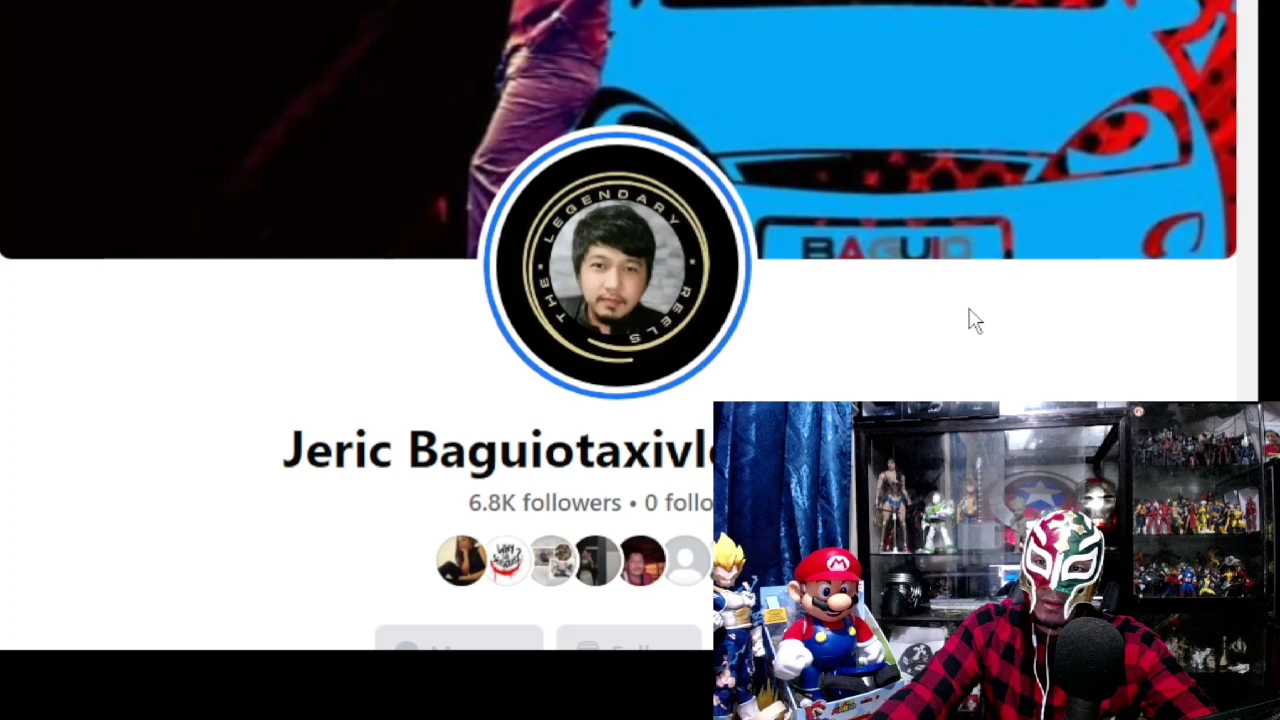 BAGUIO
THE LEGENDARY REELS
Jeric Baguiotaxivl
6.8K followers • 0 follo